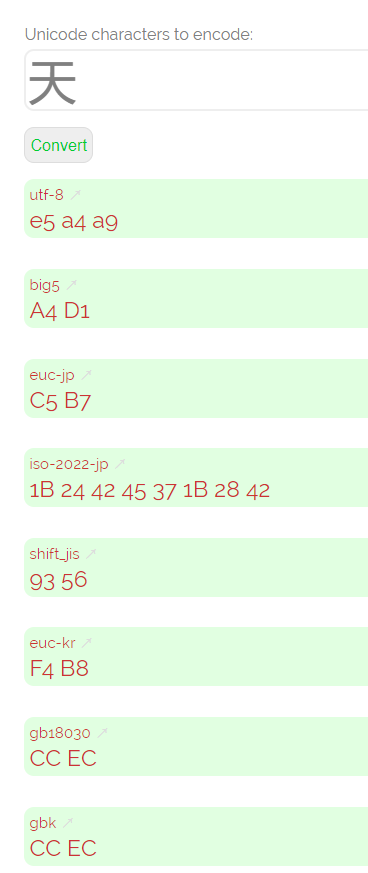 Unicode characters to encode:
天
Convert
utf-8 ↗
e5 a4 a9
big5 ↗
A4 D1
euc-jp ↗
C5 B7
iso-2022-jp ↗
1B 24 42 45 37 1B 28 42
shift_jis ↗
93 56
euc-kr ↗
F4 B8
gb18030 ↗
CC EC
gbk ↗
CC EC